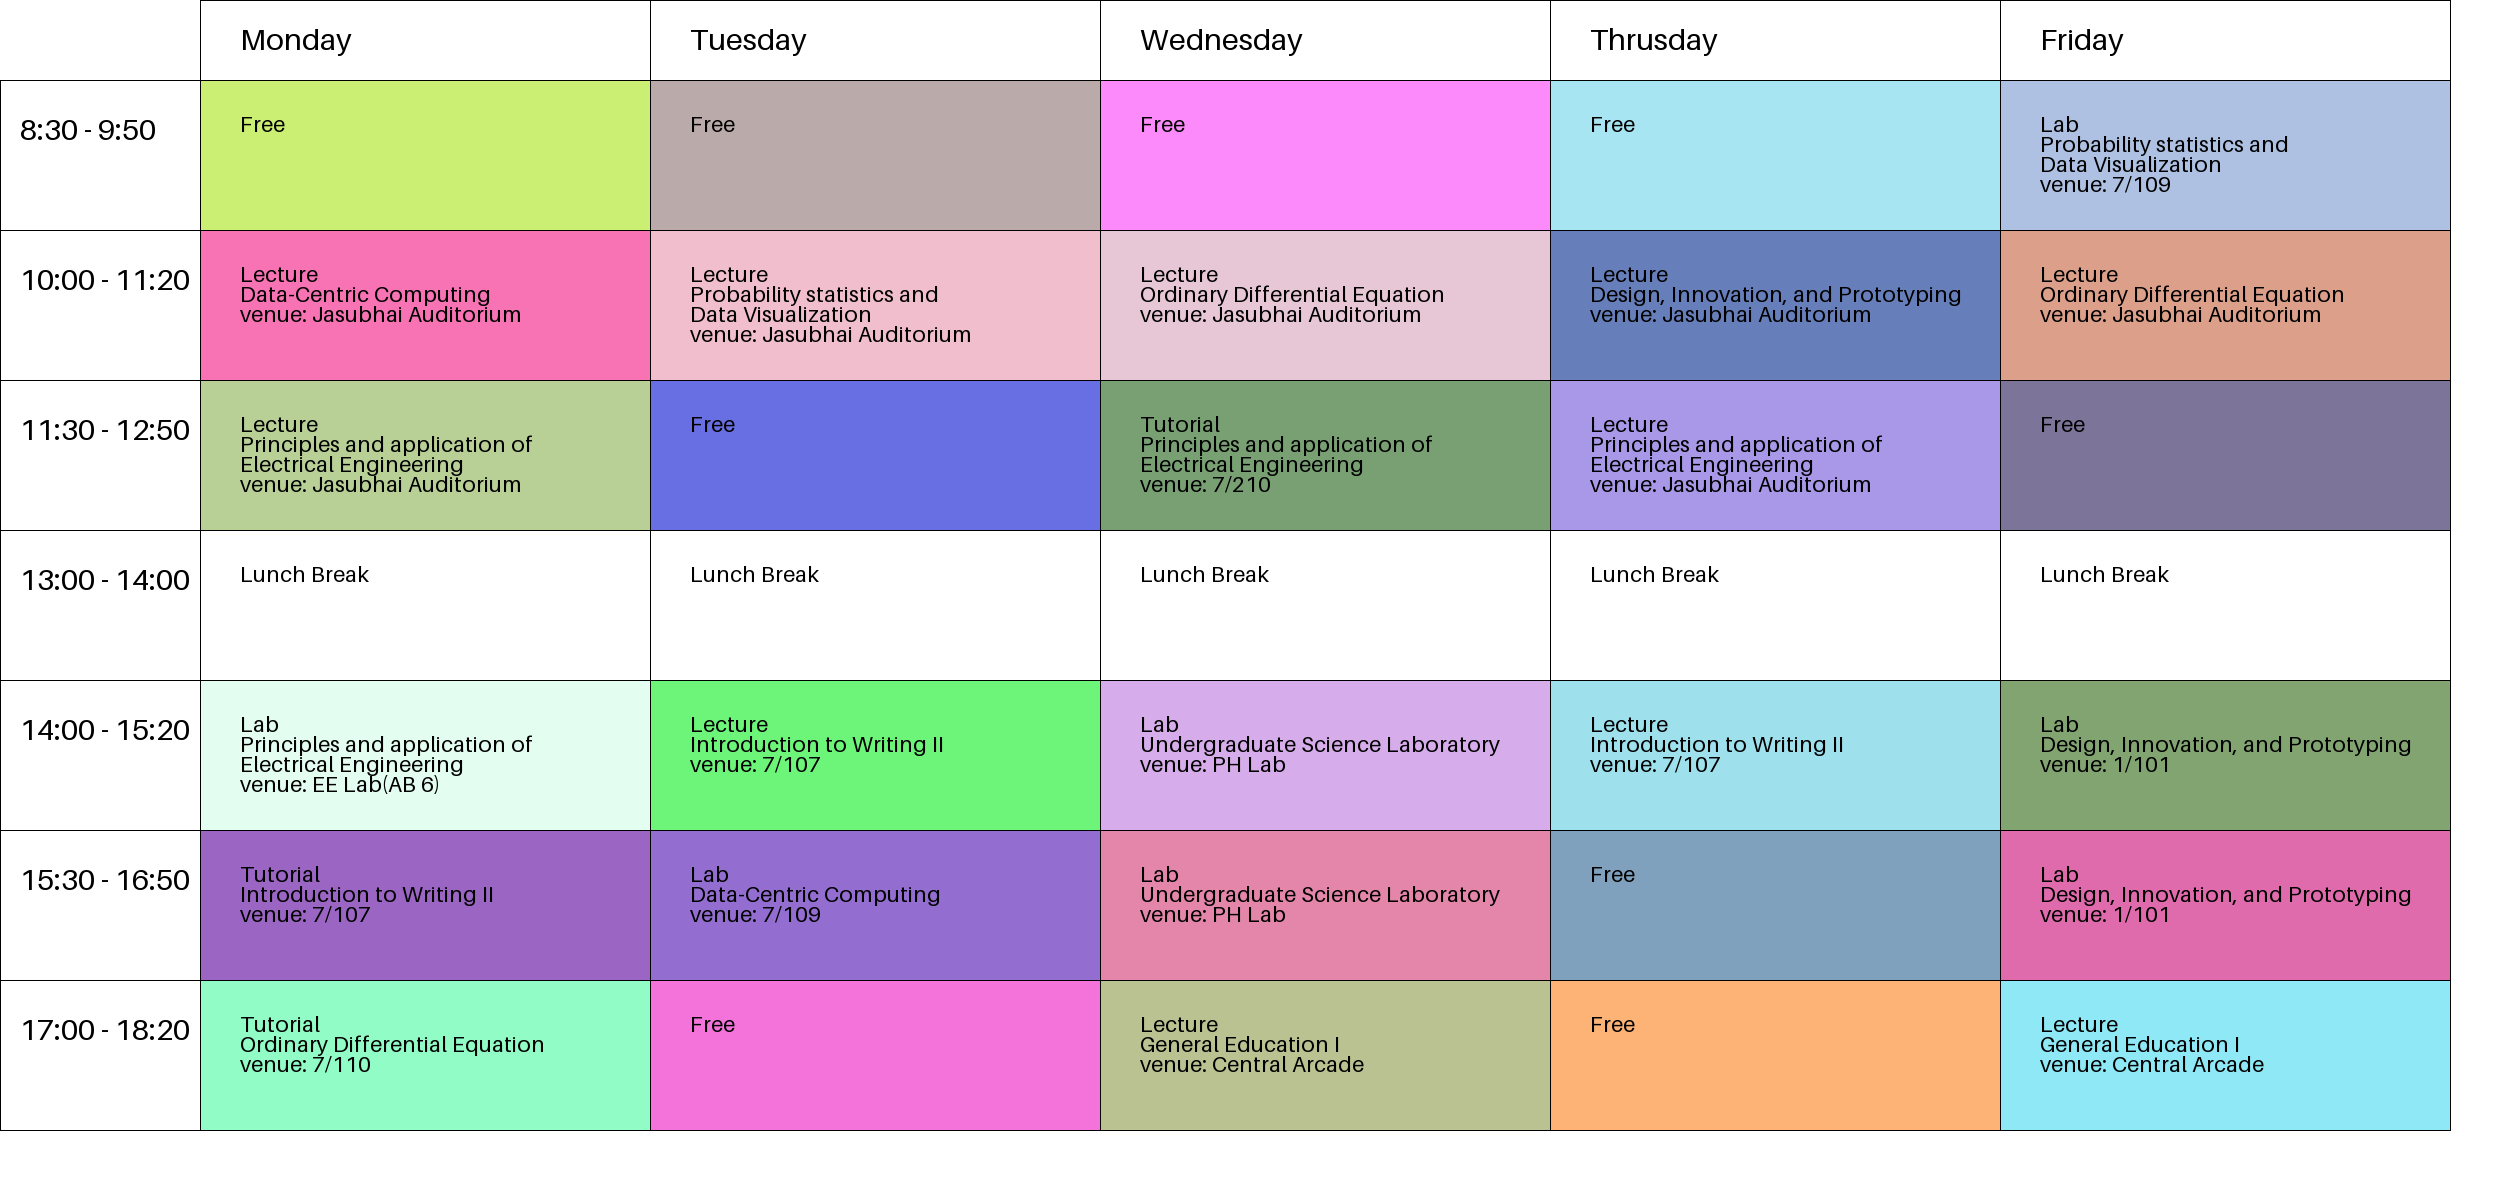 Monday
Tuesday
Wednesday
Thrusday
Friday
8:30 - 9:50
Free
Free
Free
Free
Lab
Probability statistics and
Data Visualization
venue: 7/109
10:00 - 11:20
Lecture
Data-Centric Computing
venue: Jasubhai Auditorium
Lecture
Probability statistics and
Data Visualization
venue: Jasubhai Auditorium
Lecture
Ordinary Differential Equation
venue: Jasubhai Auditorium
Lecture
Design, Innovation, and Prototyping
venue: Jasubhai Auditorium
Lecture
Ordinary Differential Equation
venue: Jasubhai Auditorium
11:30 - 12:50
Lecture
Principles and application of
Electrical Engineering
venue: Jasubhai Auditorium
Free
Tutorial
Principles and application of
Electrical Engineering
venue: 7/210
Lecture
Principles and application of
Electrical Engineering
venue: Jasubhai Auditorium
Free
13:00 - 14:00
Lunch Break
Lunch Break
Lunch Break
Lunch Break
Lunch Break
14:00 - 15:20
Lab
Principles and application of
Electrical Engineering
venue: EE Lab(AB 6)
Lecture
Introduction to Writing II
venue: 7/107
Lab
Undergraduate Science Laboratory
venue: PH Lab
Lecture
Introduction to Writing II
venue: 7/107
Lab
Design, Innovation, and Prototyping
venue: 1/101
15:30 - 16:50
Tutorial
Introduction to Writing II
venue: 7/107
Lab
Data-Centric Computing
venue: 7/109
Lab
Undergraduate Science Laboratory
venue: PH Lab
Free
Lab
Design, Innovation, and Prototyping
venue: 1/101
17:00 - 18:20
Tutorial
Ordinary Differential Equation
venue: 7/110
Free
Lecture
General Education I
venue: Central Arcade
Free
Lecture
General Education I
venue: Central Arcade